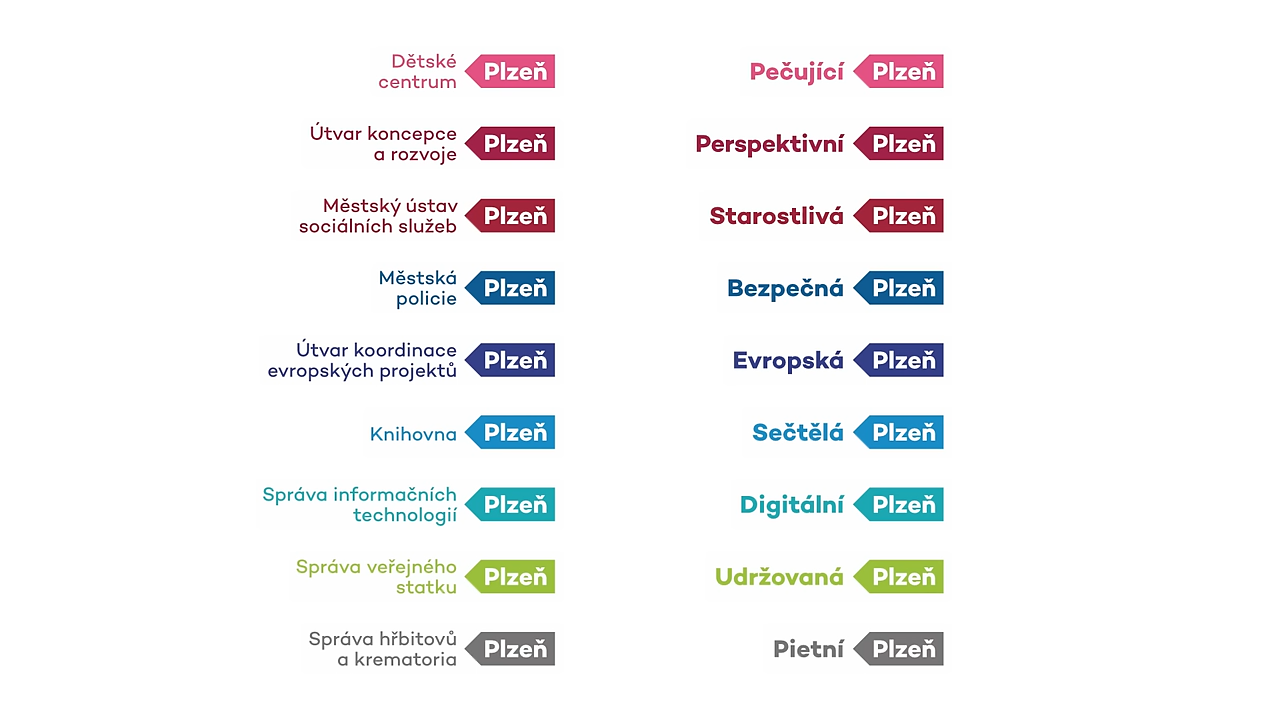 Dětské
centrum Plzeň
Pečující Plzeň
Útvar koncepce
a rozvoje Plzeň
Perspektivní Plzeň
Městský ústav
sociálních služeb Plzeň
Starostlivá Plzeň
Městská
policie Plzeň
Bezpečná Plzeň
Útvar koordinace
evropských projektů Plzeň
Evropská Plzeň
Knihovna Plzeň
Sečtělá Plzeň
Správa informačních
technologií Plzeň
Digitální Plzeň
Správa veřejného
statku Plzeň
Udržovaná Plzeň
Správa hřbitovů
a krematoria Plzeň
Pietní Plzeň